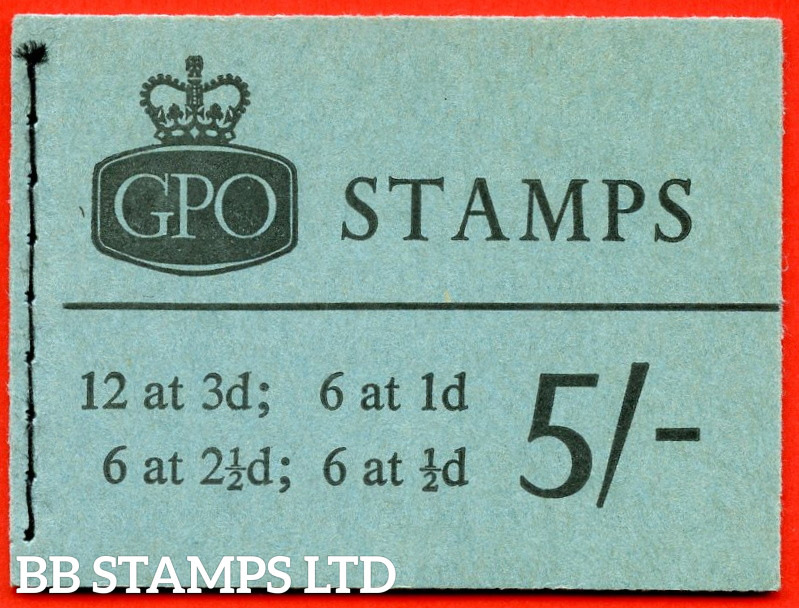 GPO STAMPS
12 at 3d; 6 at 1d
6 at 2½d; 6 at ½d
5/-
BB STAMPS LTD